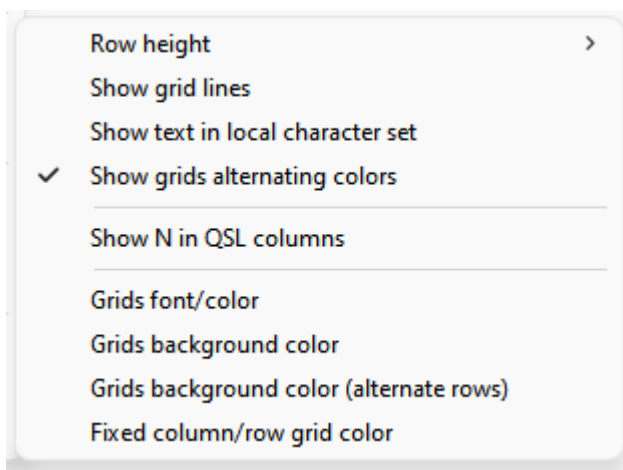 Row height
Show grid lines
Show text in local character set
Show grids alternating colors
Show N in QSL columns
Grids font/color
Grids background color
Grids background color (alternate rows)
Fixed column/row grid color